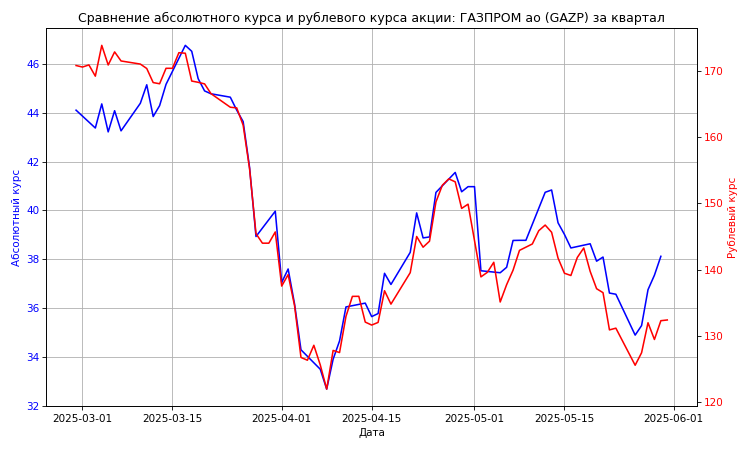 Сравнение абсолютного курса и рублевого курса акции: ГАЗПРОМ ао (GAZP) за квартал
46
44
42
40
38
36
34
32
Абсолютный курс
170
160
150
140
130
120
Рублевый курс
2025-03-01 2025-03-15 2025-04-01 2025-04-15 2025-05-01 2025-05-15 2025-06-01
Дата